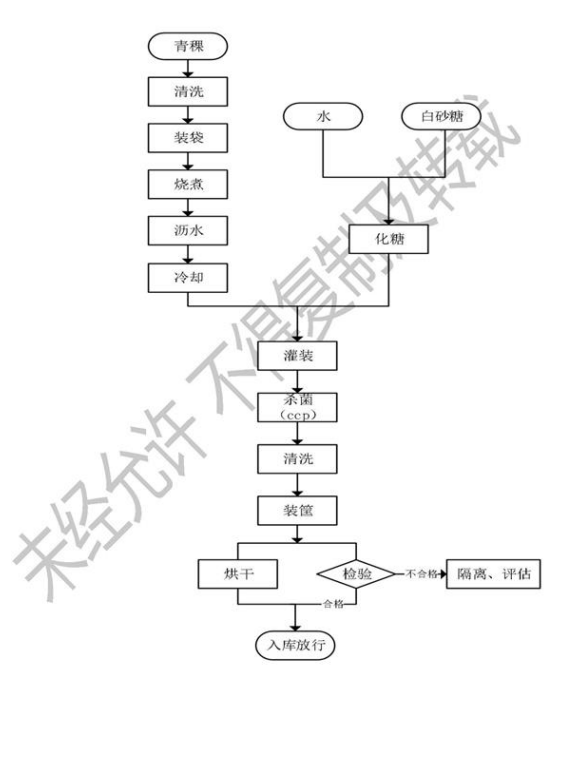 青稞
清洗
装袋
烧煮
沥水
冷却
水
白砂糖
化糖
灌装
杀菌
（ccp）
清洗
装筐
烘干
检验
不合格
隔离、评估
合格
入库放行
未经允许 不得复制及转载